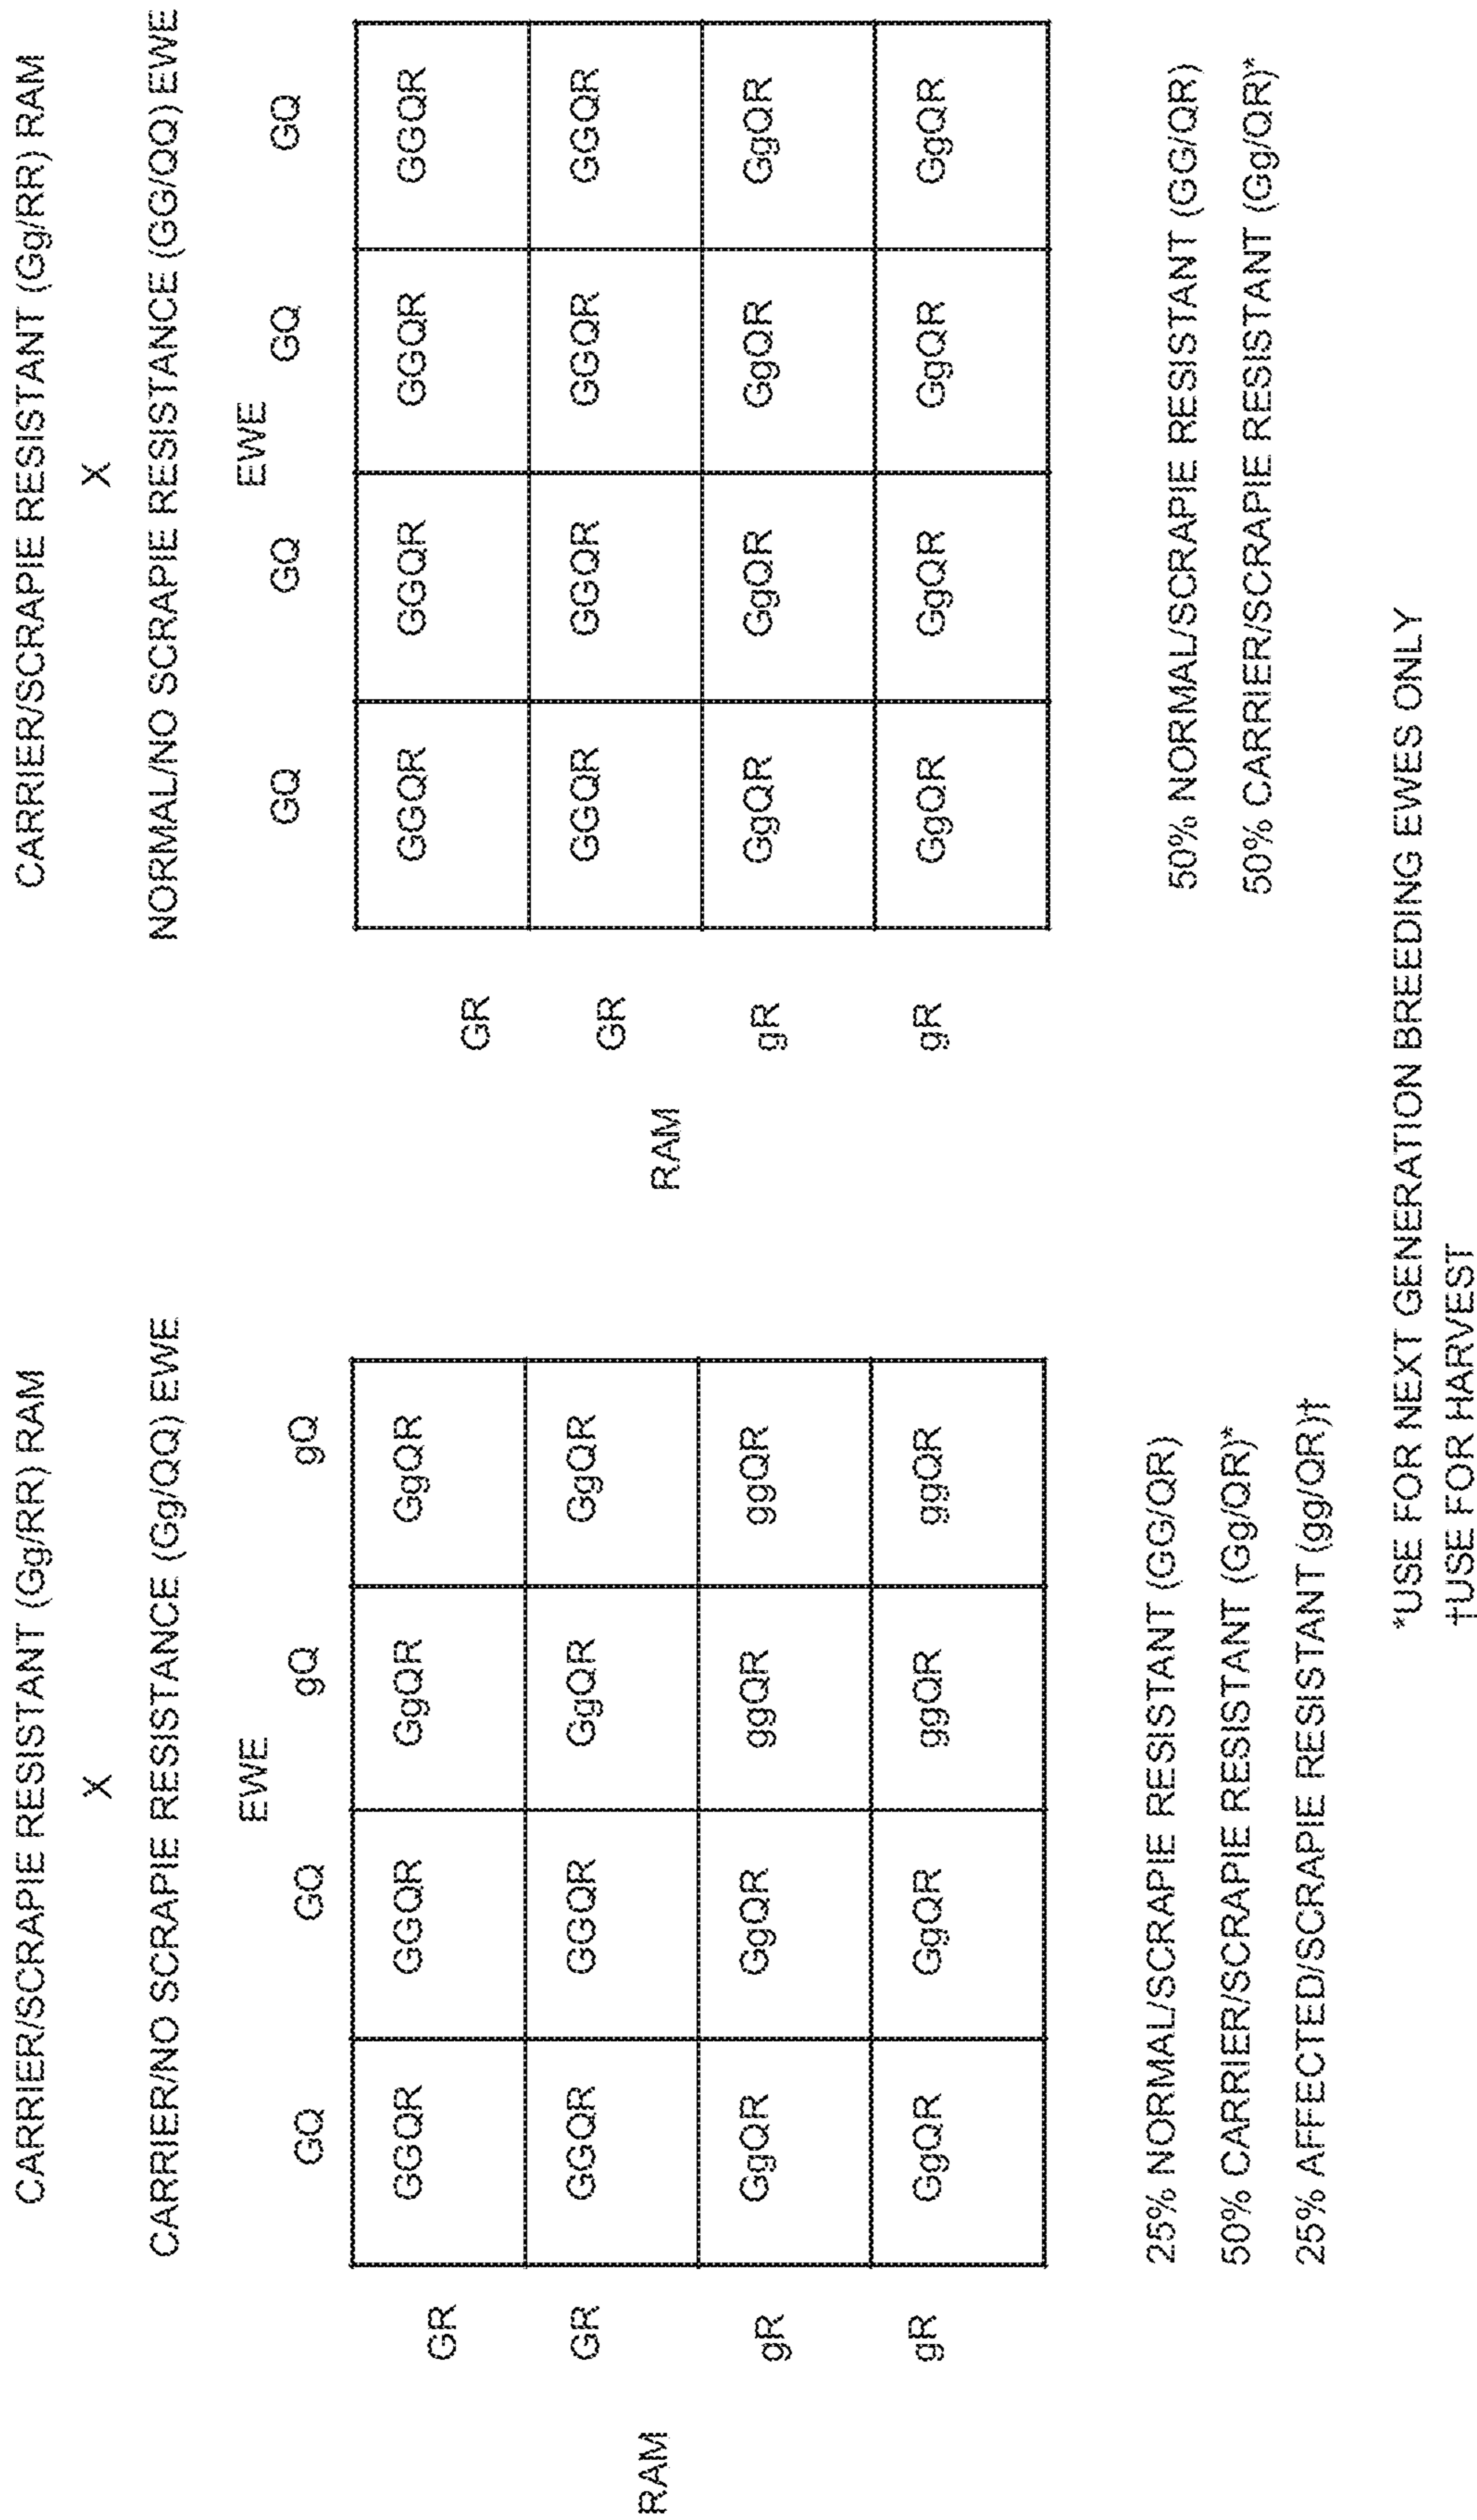 CARRIER/SCRAPIE RESISTANT (Gg/RR) RAM
X
CARRIER/NO SCRAPIE RESISTANCE (Gg/QQ) EWE
EWE
GQ GQ gQ gQ
GR GGQR GGQR GgQR GgQR
GR GGQR GGQR GgQR GgQR
RAM
gR GgQR GgQR ggQR ggQR
gR GgQR GgQR ggQR ggQR
25% NORMAL/SCRAPIE RESISTANT (GG/QR)
50% CARRIER/SCRAPIE RESISTANT (Gg/QR)*
25% AFFECTED/SCRAPIE RESISTANT (gg/QR)†
CARRIER/SCRAPIE RESISTANT (Gg/RR) RAM
X
NORMAL/NO SCRAPIE RESISTANCE (GG/QQ) EWE
EWE
GQ GQ GQ GQ
GR GGQR GGQR GGQR GGQR
GR GGQR GGQR GGQR GGQR
RAM
gR GgQR GgQR GgQR GgQR
gR GgQR GgQR GgQR GgQR
50% NORMAL/SCRAPIE RESISTANT (GG/QR)
50% CARRIER/SCRAPIE RESISTANT (Gg/QR)*
*USE FOR NEXT GENERATION BREEDING EWES ONLY
†USE FOR HARVEST